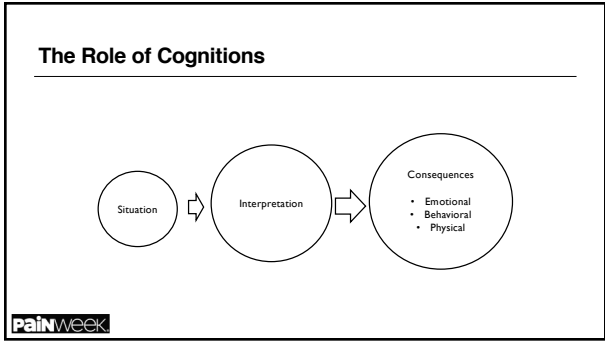 The Role of Cognitions
Situation
Interpretation
Consequences
• Emotional
• Behavioral
• Physical
PaiNWEEK.